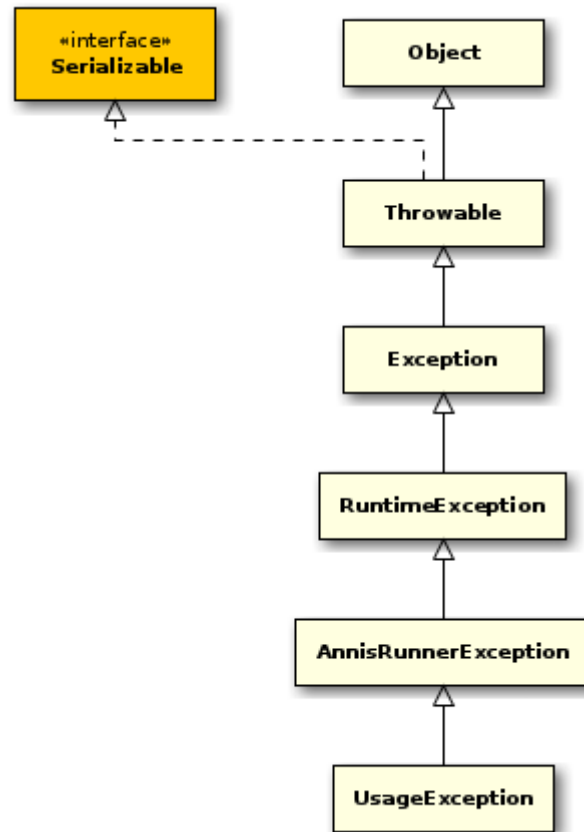 «interface»
Serializable
Object
Throwable
Exception
RuntimeException
AnnisRunnerException
UsageException